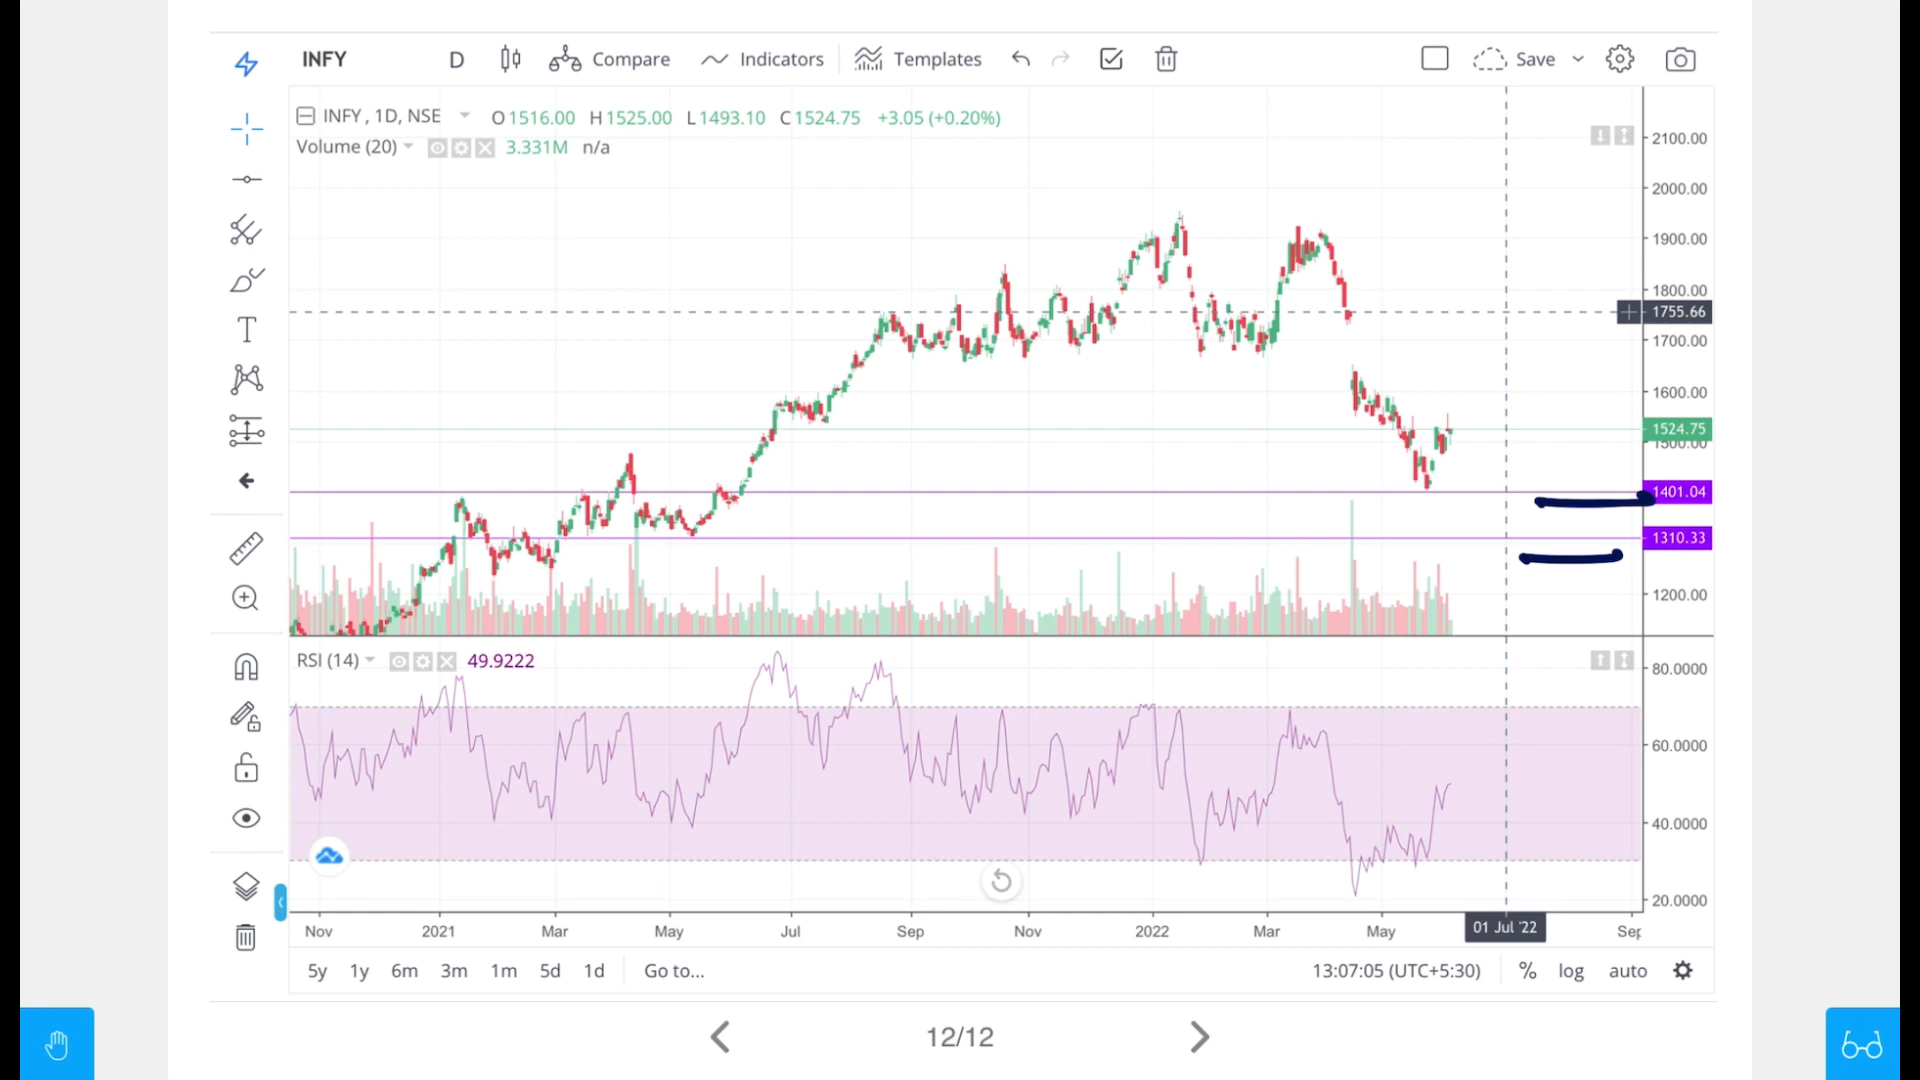 INFY D Compare Indicators Templates Save
INFY , 1D, NSE O1516.00 H1525.00 L1493.10 C1524.75 +3.05 (+0.20%)
Volume (20) 3.331M n/a
2100.00
2000.00
1900.00
1800.00
1755.66
1700.00
1600.00
1524.75
1500.00
1401.04
1310.33
1200.00
RSI (14) 49.9222
80.0000
60.0000
40.0000
20.0000
Nov 2021 Mar May Jul Sep Nov 2022 Mar May 01 Jul '22 Sep
5y 1y 6m 3m 1m 5d 1d Go to... 13:07:05 (UTC+5:30) % log auto
12/12